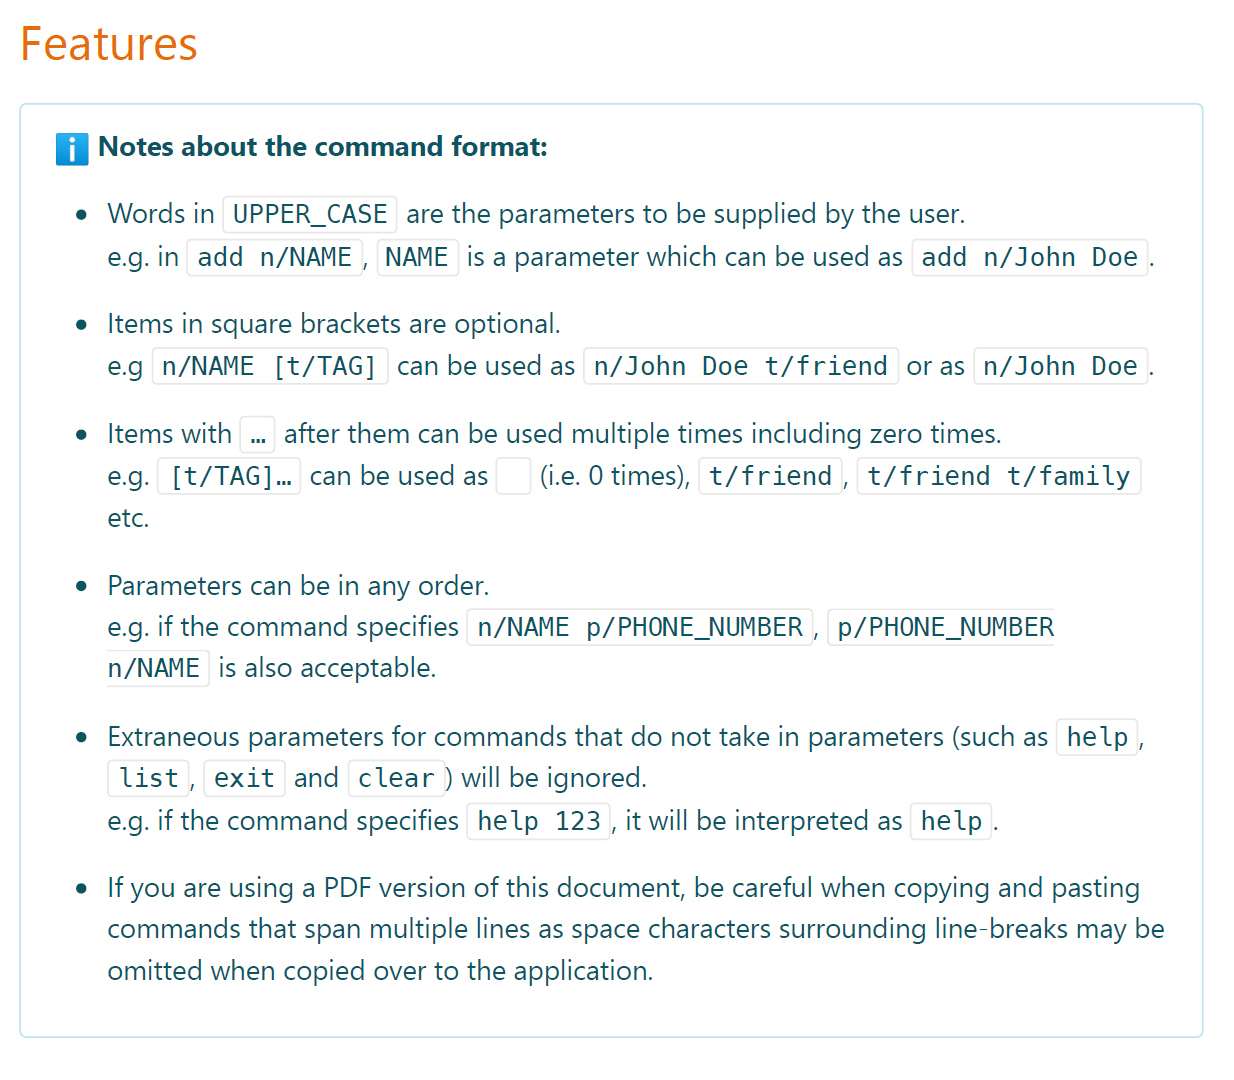 Features
ℹ Notes about the command format:
• Words in UPPER_CASE are the parameters to be supplied by the user.
e.g. in add n/NAME, NAME is a parameter which can be used as add n/John Doe.
• Items in square brackets are optional.
e.g n/NAME [t/TAG] can be used as n/John Doe t/friend or as n/John Doe.
• Items with … after them can be used multiple times including zero times.
e.g. [t/TAG]… can be used as   (i.e. 0 times), t/friend, t/friend t/family
etc.
• Parameters can be in any order.
e.g. if the command specifies n/NAME p/PHONE_NUMBER, p/PHONE_NUMBER
n/NAME is also acceptable.
• Extraneous parameters for commands that do not take in parameters (such as help,
list, exit and clear) will be ignored.
e.g. if the command specifies help 123, it will be interpreted as help.
• If you are using a PDF version of this document, be careful when copying and pasting
commands that span multiple lines as space characters surrounding line-breaks may be
omitted when copied over to the application.